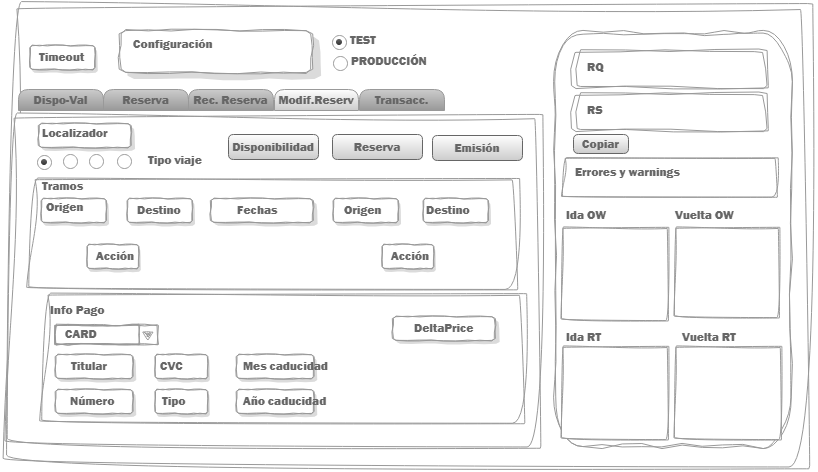 Timeout
Configuración
TEST
PRODUCCIÓN
Dispo-Val
Reserva
Rec. Reserva
Modif.Reserv
Transacc.
Localizador
Tipo viaje
Disponibilidad
Reserva
Emisión
Tramos
Origen
Destino
Fechas
Origen
Destino
Acción
Acción
Info Pago
CARD
DeltaPrice
Titular
CVC
Mes caducidad
Número
Tipo
Año caducidad
RQ
RS
Copiar
Errores y warnings
Ida OW
Vuelta OW
Ida RT
Vuelta RT